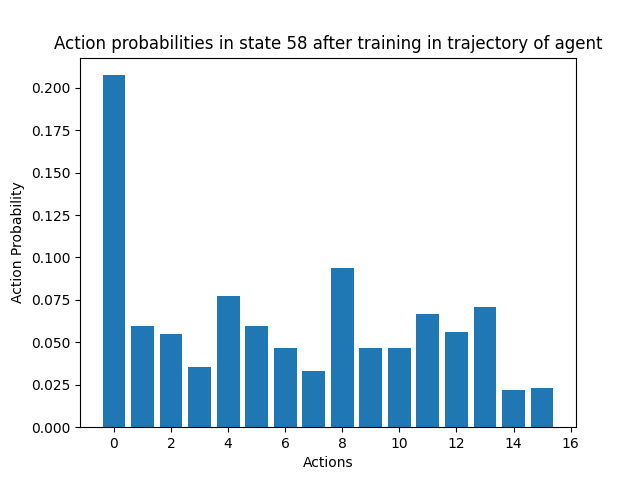 Action probabilities in state 58 after training in trajectory of agent
0.200
0.175
0.150
0.125
0.100
0.075
0.050
0.025
0.000
Action Probability
0 2 4 6 8 10 12 14 16
Actions